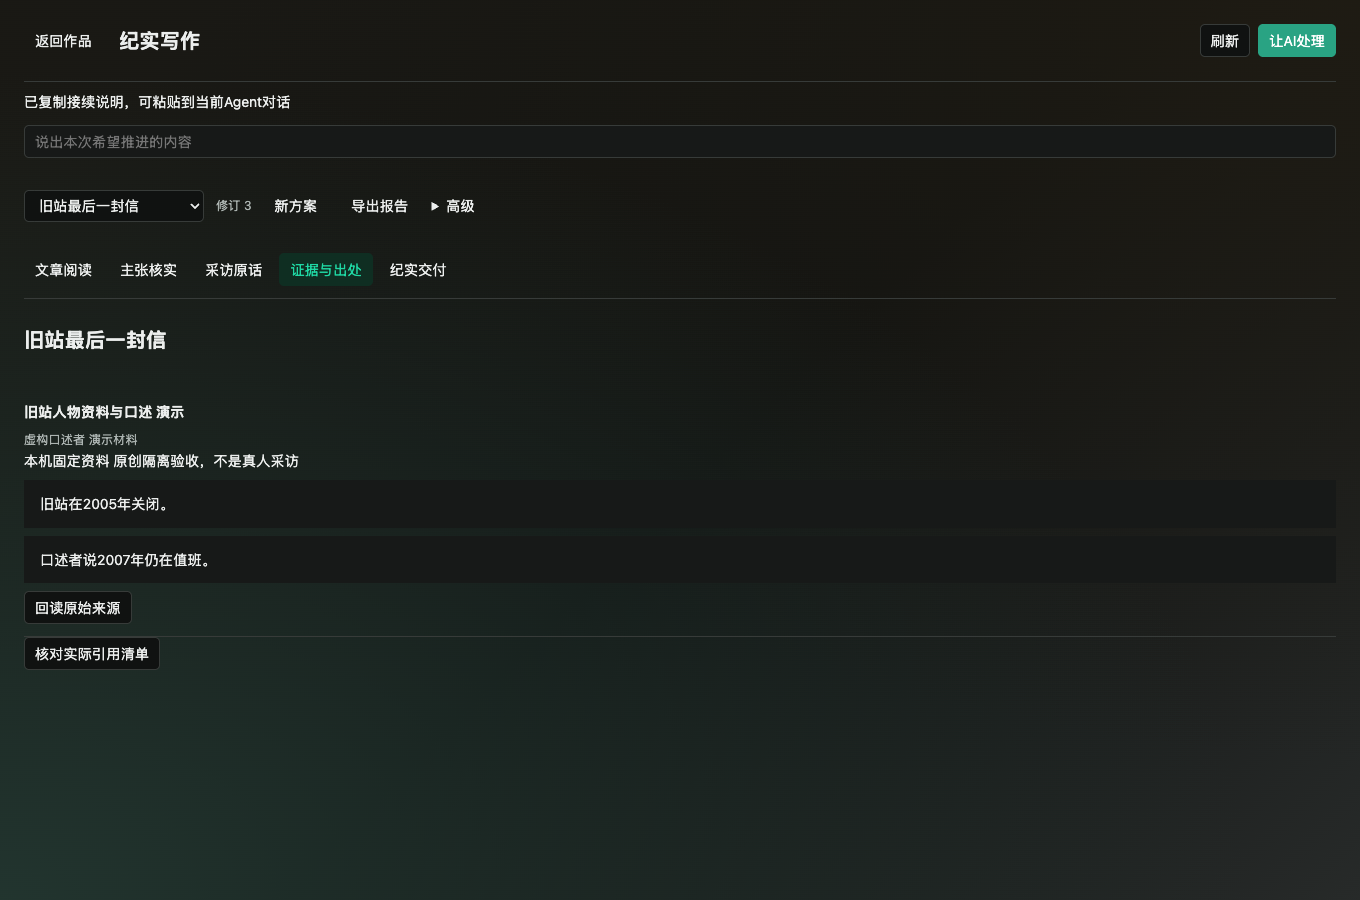 返回作品 纪实写作 刷新 让AI处理
已复制接续说明，可粘贴到当前Agent对话
说出本次希望推进的内容
旧站最后一封信 修订 3 新方案 导出报告 ▶ 高级
文章阅读 主张核实 采访原话 证据与出处 纪实交付
旧站最后一封信
旧站人物资料与口述 演示
虚构口述者 演示材料
本机固定资料 原创隔离验收，不是真人采访
旧站在2005年关闭。
口述者说2007年仍在值班。
回读原始来源
核对实际引用清单